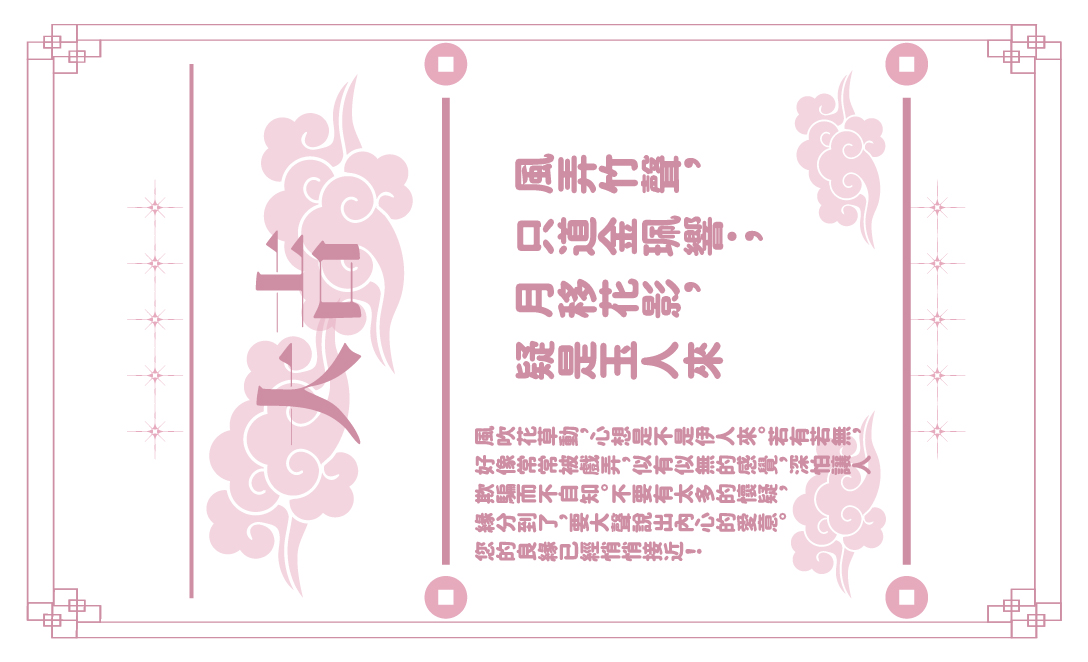 大吉
風弄竹聲，
只道金珮響；
月移花影，
疑是玉人來
風吹花草動，心想是不是伊人來。若有若無，
好像常常被戲弄，似有似無的感覺，深怕讓人
欺騙而不自知。不要有太多的懷疑，
緣分到了，要大聲說出內心的愛意。
您的良緣已經悄悄接近！